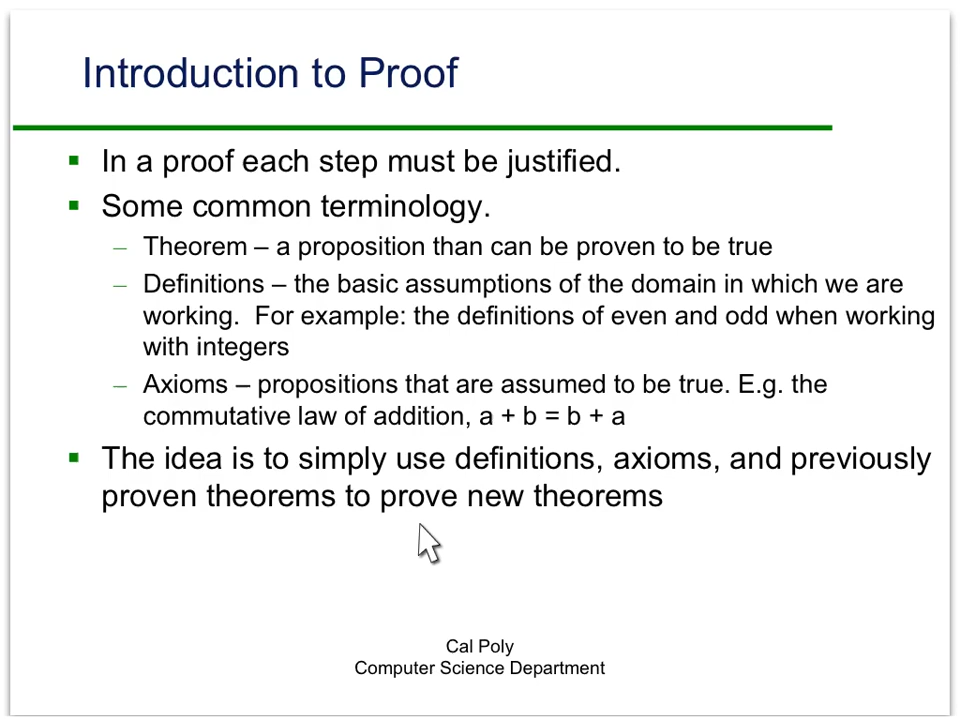 Introduction to Proof
In a proof each step must be justified.
Some common terminology.
– Theorem – a proposition than can be proven to be true
– Definitions – the basic assumptions of the domain in which we are
working.  For example: the definitions of even and odd when working
with integers
– Axioms – propositions that are assumed to be true. E.g. the
commutative law of addition, a + b = b + a
The idea is to simply use definitions, axioms, and previously
proven theorems to prove new theorems
Cal Poly
Computer Science Department